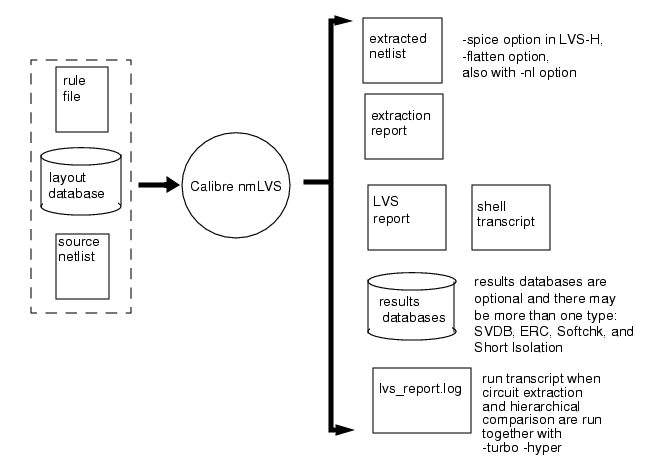 rule
file
layout
database
source
netlist
Calibre nmLVS
extracted
netlist
-spice option in LVS-H,
-flatten option,
also with -nl option
extraction
report
LVS
report
shell
transcript
results
databases
results databases are
optional and there may
be more than one type:
SVDB, ERC, Softchk, and
Short Isolation
lvs_report.log
run transcript when
circuit extraction
and hierarchical
comparison are run
together with
-turbo -hyper